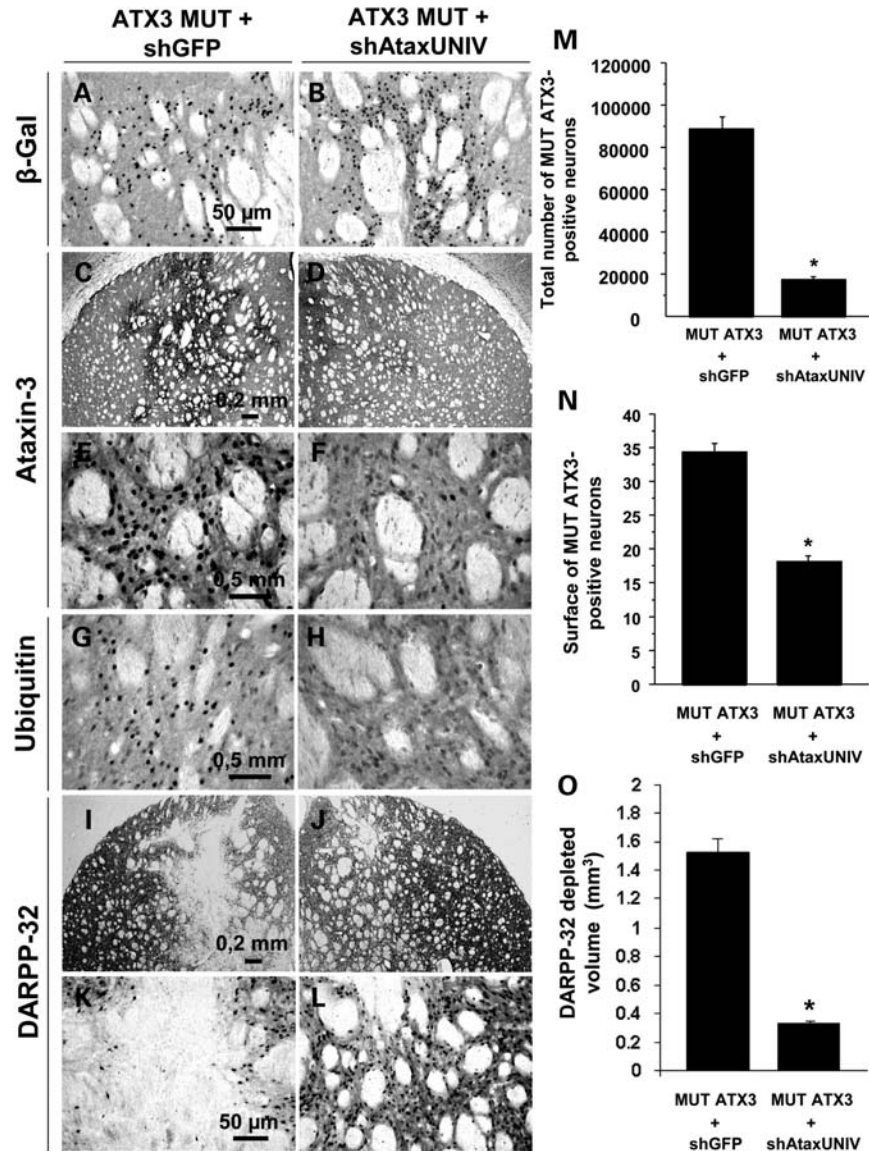 ATX3 MUT +
shGFP
ATX3 MUT +
shAtaxUNIV
β-Gal
A
50 µm
B
Ataxin-3
C
0,2 mm
D
E
0,5 mm
F
Ubiquitin
G
0,5 mm
H
DARPP-32
I
0,2 mm
J
K
50 µm
L
M
Total number of MUT ATX3-
positive neurons
120000
100000
80000
60000
40000
20000
0
*
MUT ATX3
+
shGFP
MUT ATX3
+
shAtaxUNIV
N
Surface of MUT ATX3-
positive neurons
40
35
30
25
20
15
10
5
0
*
MUT ATX3
+
shGFP
MUT ATX3
+
shAtaxUNIV
O
DARPP-32 depleted
volume (mm³)
2
1.8
1.6
1.4
1.2
1
0.8
0.6
0.4
0.2
0
*
MUT ATX3
+
shGFP
MUT ATX3
+
shAtaxUNIV